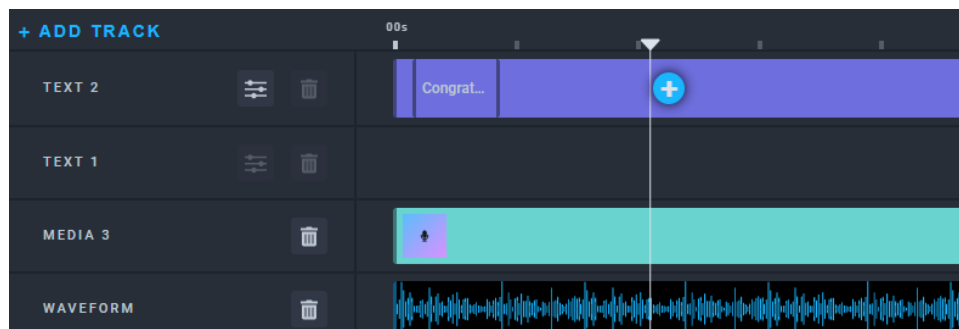 + ADD TRACK
00s
TEXT 2
Congrat...
TEXT 1
MEDIA 3
WAVEFORM